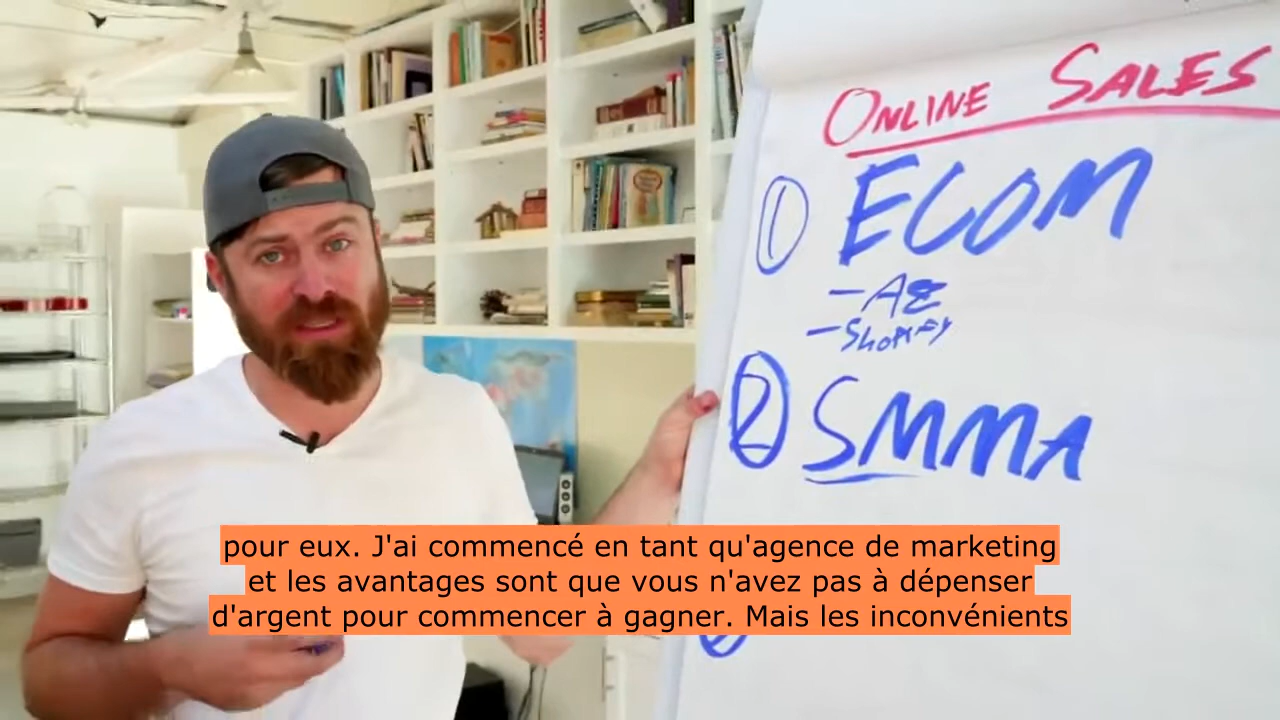 ONLINE SALES
① ECOM
- AE
- Shopify
② SMMA
pour eux. J'ai commencé en tant qu'agence de marketing
et les avantages sont que vous n'avez pas à dépenser
d'argent pour commencer à gagner. Mais les inconvénients